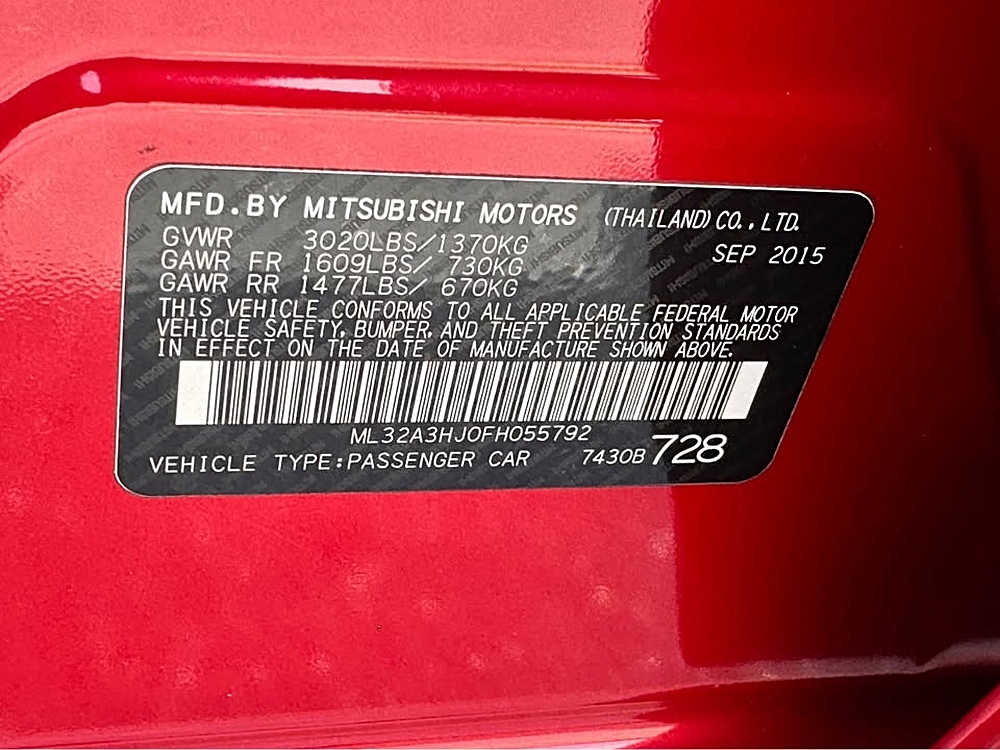 MFD.BY MITSUBISHI MOTORS (THAILAND) CO., LTD.
GVWR 3020LBS/1370KG SEP 2015
GAWR FR 1609LBS/ 730KG
GAWR RR 1477LBS/ 670KG
THIS VEHICLE CONFORMS TO ALL APPLICABLE FEDERAL MOTOR
VEHICLE SAFETY, BUMPER, AND THEFT PREVENTION STANDARDS
IN EFFECT ON THE DATE OF MANUFACTURE SHOWN ABOVE.
ML32A3HJ0FH055792
VEHICLE TYPE:PASSENGER CAR 7430B 728